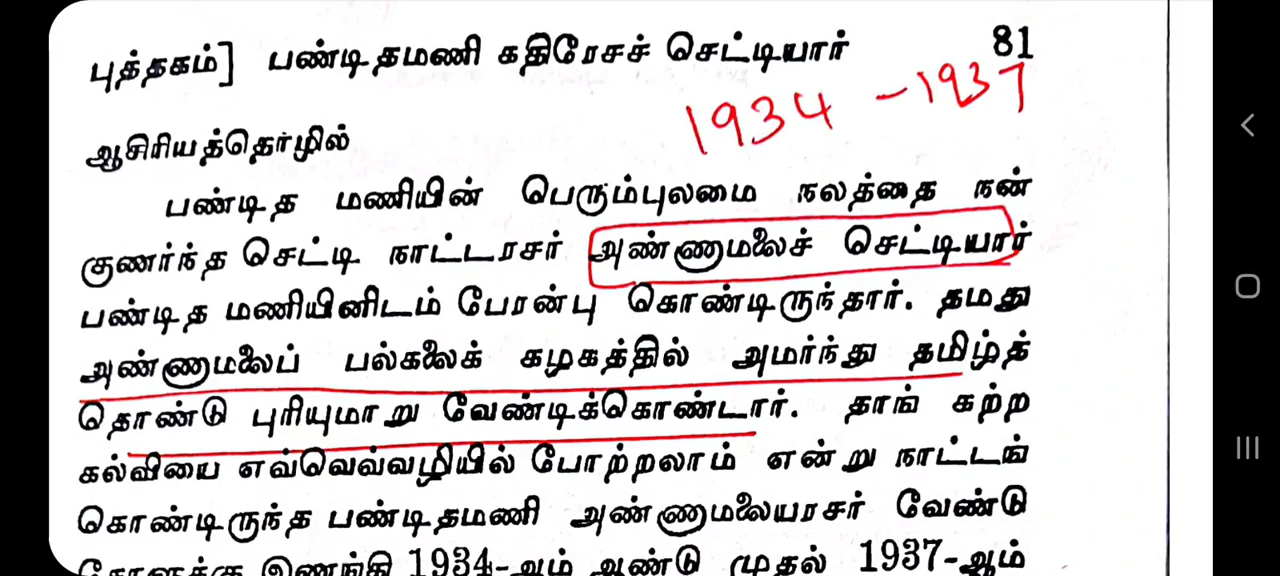 புத்தகம்] பண்டிதமணி கதிரேசச் செட்டியார் 81
1934 - 1937
ஆசிரியத்தொழில்
பண்டித மணியின் பெரும்புலமை நலத்தை நன்
குணர்ந்த செட்டி நாட்டரசர் அண்ணாமலைச் செட்டியார்
பண்டித மணியினிடம் பேரன்பு கொண்டிருந்தார். தமது
அண்ணாமலைப் பல்கலைக் கழகத்தில் அமர்ந்து தமிழ்த்
தொண்டு புரியுமாறு வேண்டிக்கொண்டார். தாங் கற்ற
கல்வியை எவ்வெவ்வழியில் போற்றலாம் என்று நாட்டங்
கொண்டிருந்த பண்டிதமணி அண்ணாமலையரசர் வேண்டு
கோளுக்கு இணங்கி 1934-ஆம் ஆண்டு முதல் 1937-ஆம்